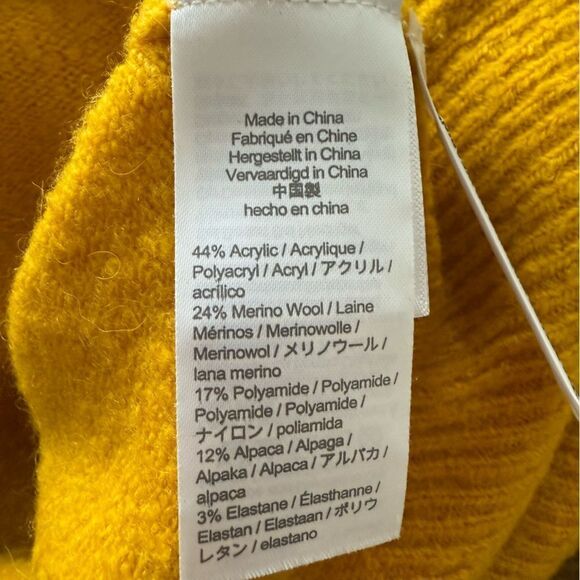 Made in China
Fabriqué en Chine
Hergestellt in China
Vervaardigd in China
中国製
hecho en china
44% Acrylic / Acrylique /
Polyacryl / Acryl / アクリル /
acrílico
24% Merino Wool / Laine
Mérinos / Merinowolle /
Merinowol / メリノウール /
lana merino
17% Polyamide / Polyamide /
Polyamide / Polyamide /
ナイロン / poliamida
12% Alpaca / Alpaga /
Alpaka / Alpaca / アルパカ /
alpaca
3% Elastane / Élasthanne /
Elastan / Elastaan / ポリウ
レタン / elastano